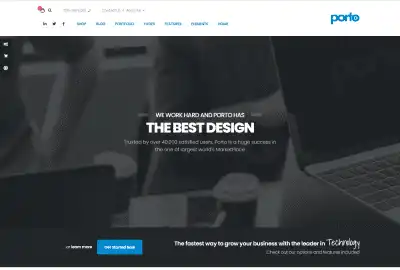 porto
SHOP BLOG PORTFOLIO PAGES FEATURES ELEMENTS HOME
WE WORK HARD AND PORTO HAS
THE BEST DESIGN
Trusted by over 40,000 satisfied users, Porto is a huge success in
the one of largest world's MarketPlace.
or learn more
Get Started Now
The fastest way to grow your business with the leader in Technology
Check out our options and features included